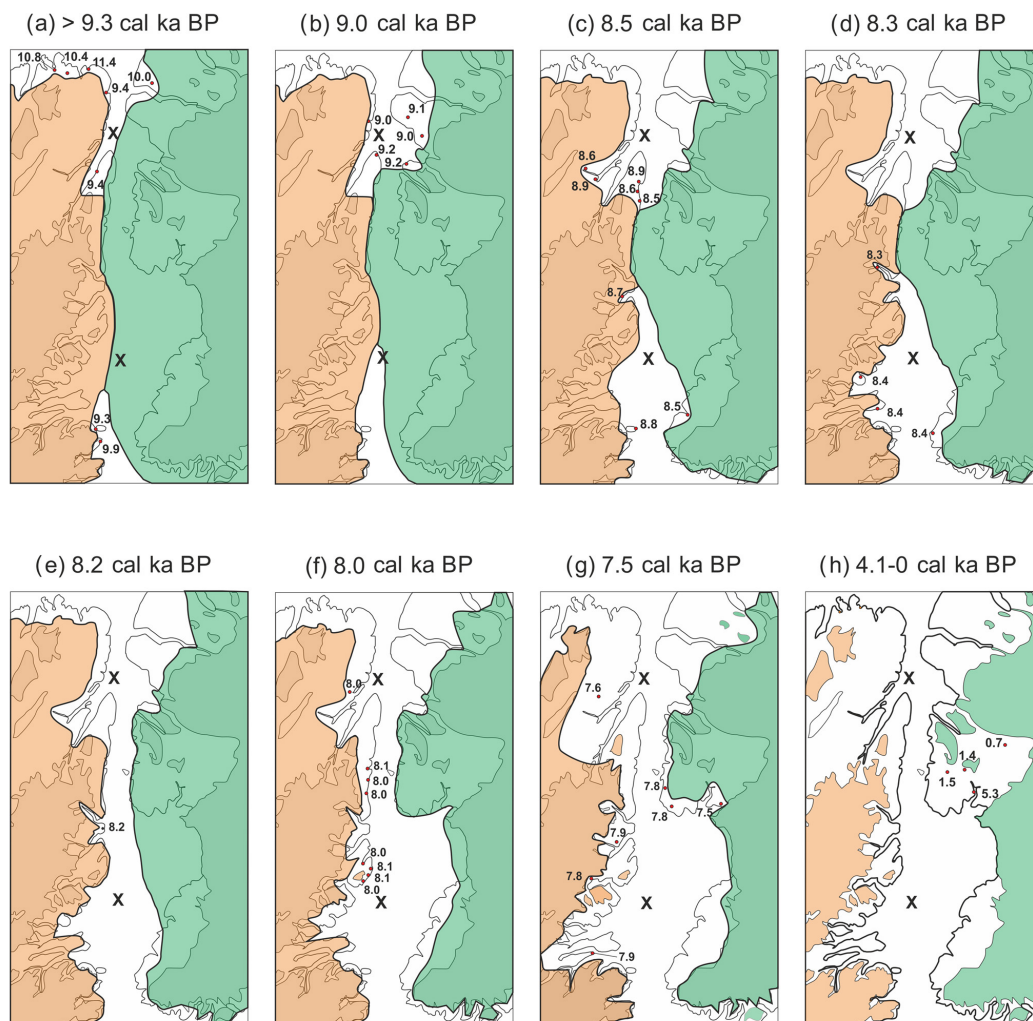 (a) > 9.3 cal ka BP
(b) 9.0 cal ka BP
(c) 8.5 cal ka BP
(d) 8.3 cal ka BP
10.8
10.4
11.4
10.0
9.4
X
9.4
X
9.3
9.9
9.1
9.0
X
9.0
9.2
9.2
X
X
8.6
8.9
8.9
8.6
8.5
8.7
X
8.5
8.8
X
8.3
X
8.4
8.4
8.4
(e) 8.2 cal ka BP
(f) 8.0 cal ka BP
(g) 7.5 cal ka BP
(h) 4.1-0 cal ka BP
X
8.2
X
X
8.0
8.1
8.0
8.0
8.0
8.1
8.1
8.0
X
X
7.6
7.8
7.8
7.5
7.9
7.8
X
7.9
X
0.7
1.4
1.5
5.3
X